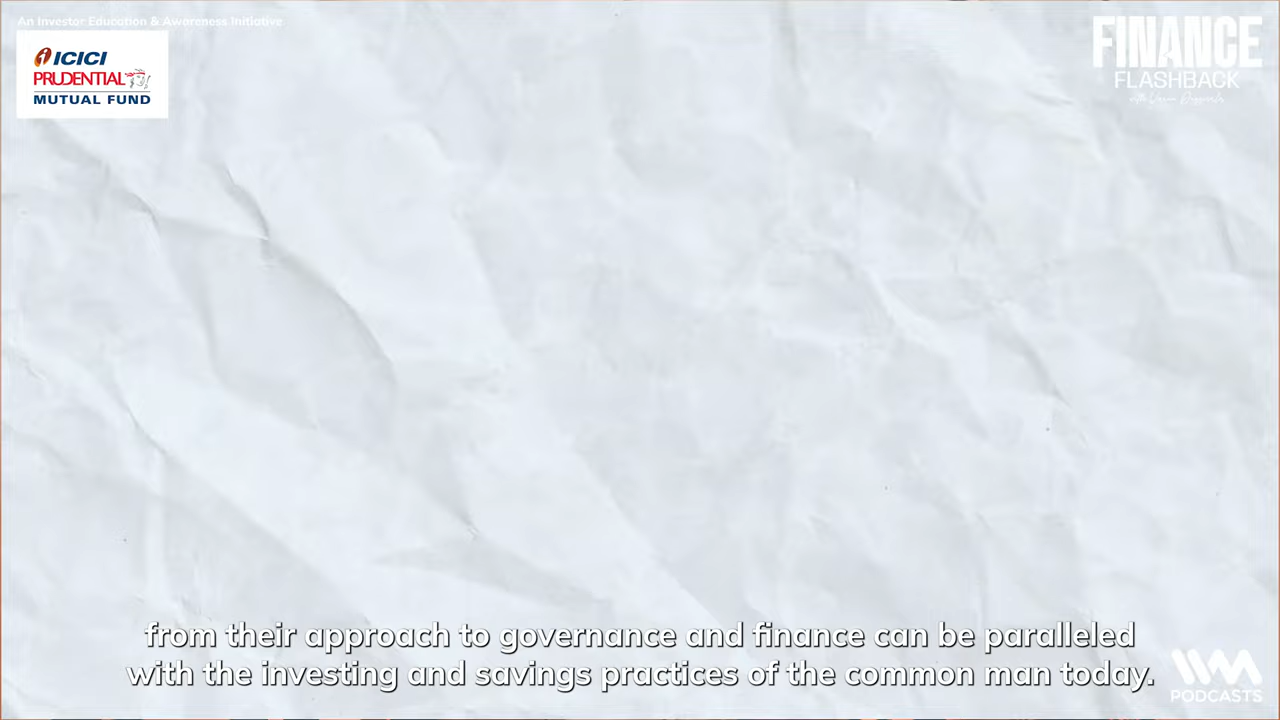 An Investor Education & Awareness Initiative
ICICI
PRUDENTIAL
MUTUAL FUND
FINANCE
FLASHBACK
from their approach to governance and finance can be paralleled
with the investing and savings practices of the common man today.
IVM
PODCASTS